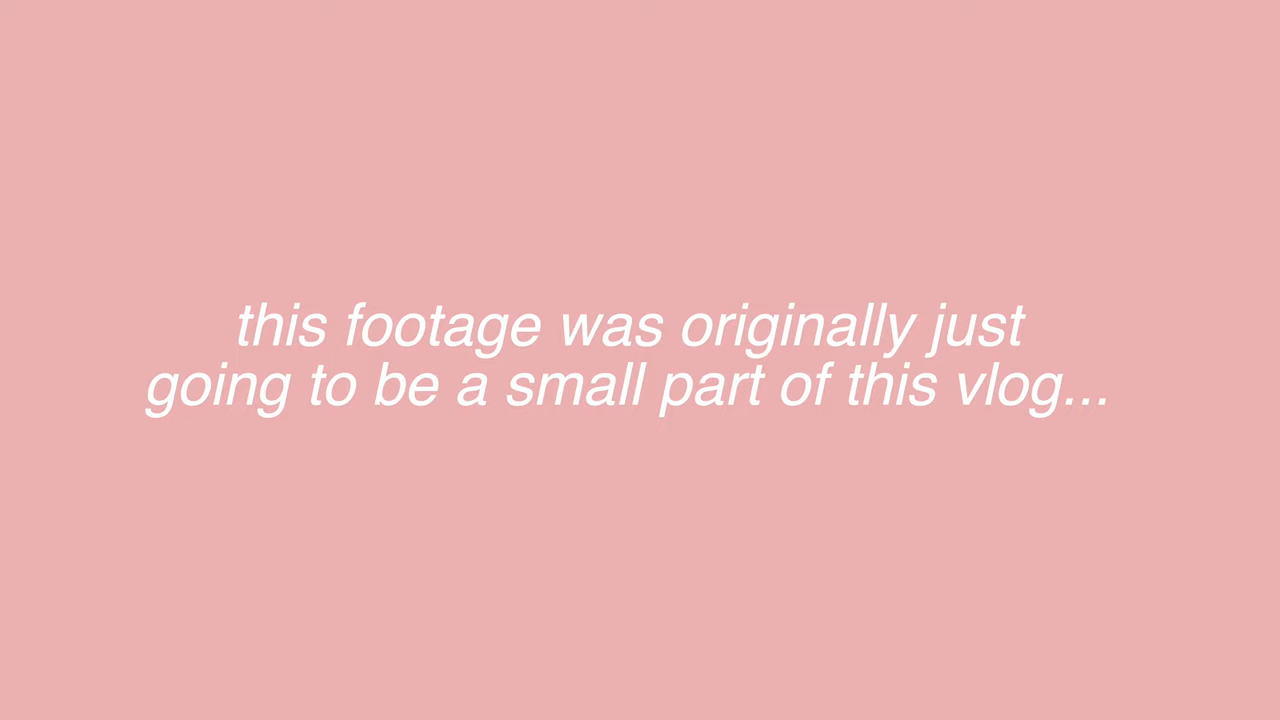 this footage was originally just
going to be a small part of this vlog...